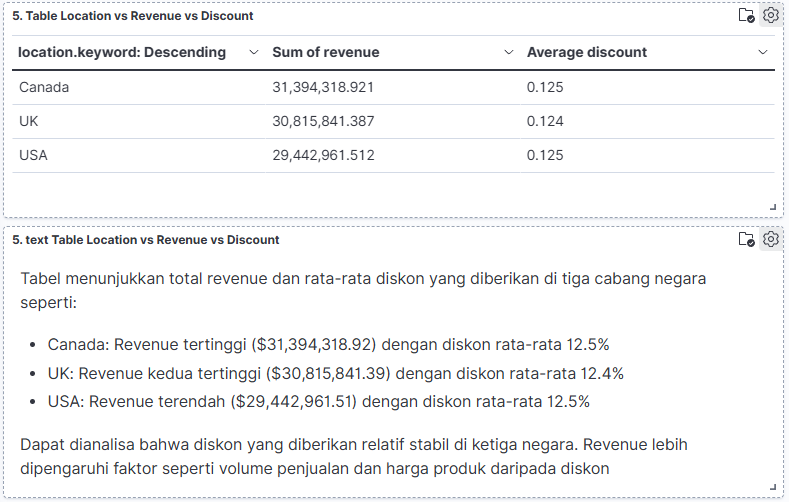 5. Table Location vs Revenue vs Discount
location.keyword: Descending Sum of revenue Average discount
Canada 31,394,318.921 0.125
UK 30,815,841.387 0.124
USA 29,442,961.512 0.125
5. text Table Location vs Revenue vs Discount
Tabel menunjukkan total revenue dan rata-rata diskon yang diberikan di tiga cabang negara
seperti:
• Canada: Revenue tertinggi ($31,394,318.92) dengan diskon rata-rata 12.5%
• UK: Revenue kedua tertinggi ($30,815,841.39) dengan diskon rata-rata 12.4%
• USA: Revenue terendah ($29,442,961.51) dengan diskon rata-rata 12.5%
Dapat dianalisa bahwa diskon yang diberikan relatif stabil di ketiga negara. Revenue lebih
dipengaruhi faktor seperti volume penjualan dan harga produk daripada diskon